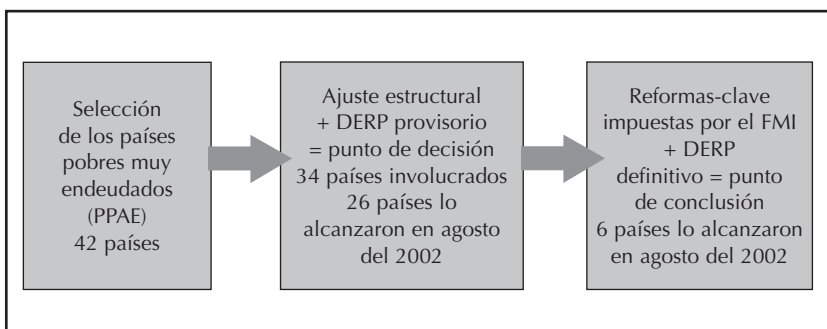 Selección
de los países
pobres muy
endeudados
(PPAE)
42 países
Ajuste estructural
+ DERP provisorio
= punto de decisión
34 países involucrados
26 países lo
alcanzaron en agosto
del 2002
Reformas-clave
impuestas por el FMI
+ DERP
definitivo = punto
de conclusión
6 países lo alcanzaron
en agosto del 2002